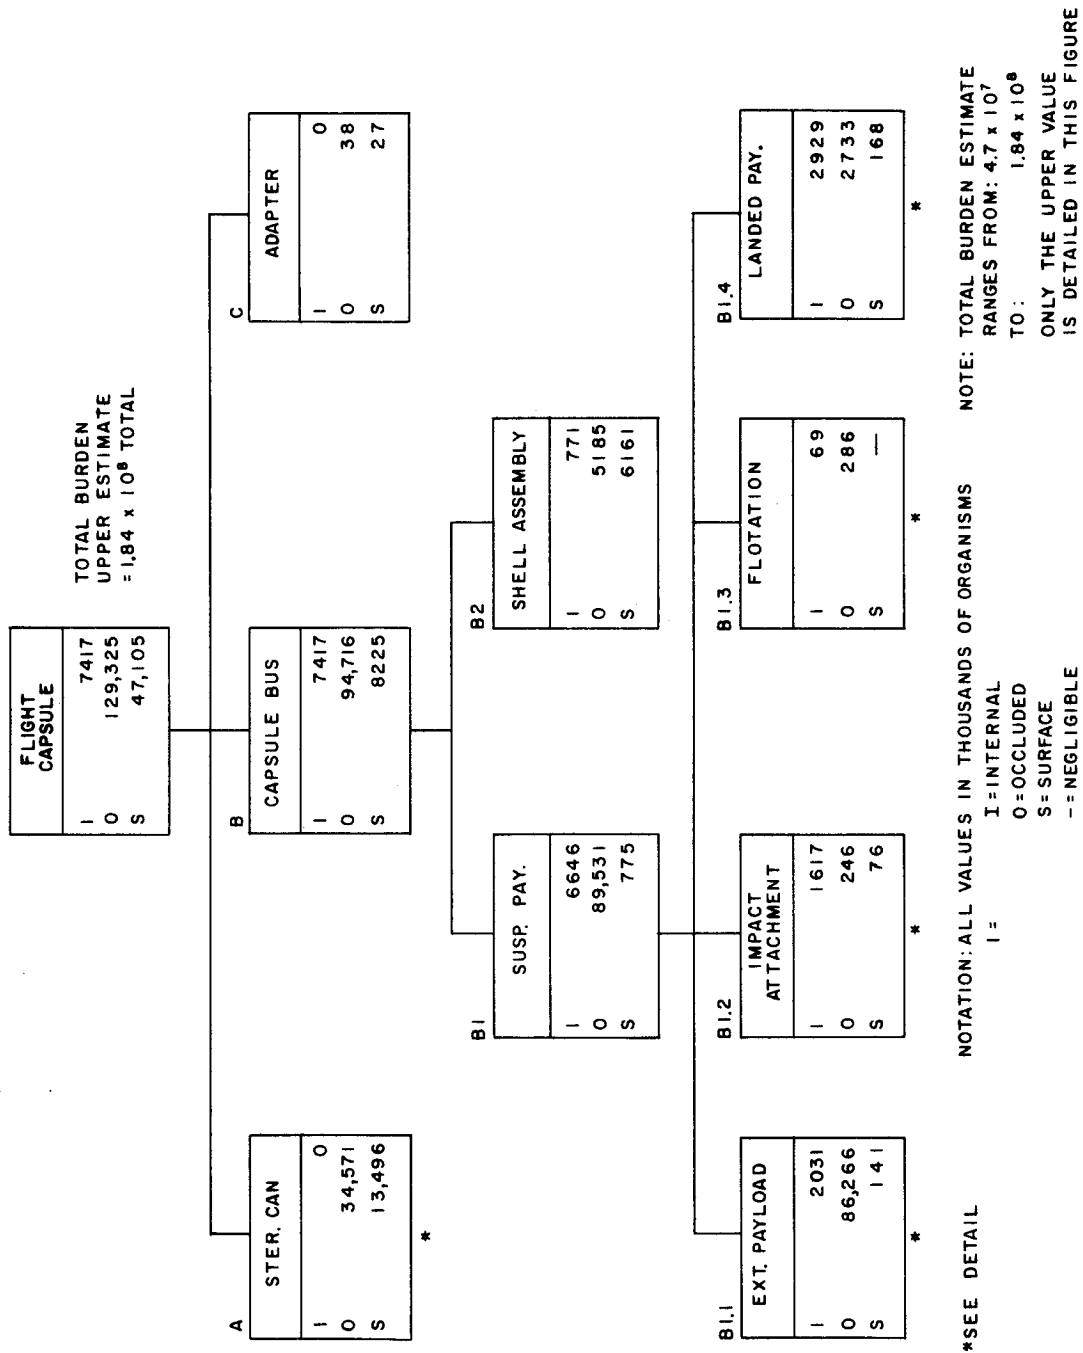 FLIGHT
CAPSULE
I 7417
O 129,325
S 47,105
TOTAL BURDEN
UPPER ESTIMATE
= 1.84 x 10⁸ TOTAL
A
STER. CAN
I 0
O 34,571
S 13,496
*
B
CAPSULE BUS
I 7417
O 94,716
S 8225
C
ADAPTER
I 0
O 38
S 27
B1
SUSP. PAY.
I 6646
O 89,531
S 775
B2
SHELL ASSEMBLY
I 771
O 5185
S 6161
B1.1
EXT. PAYLOAD
I 2031
O 86,266
S 141
*
B1.2
IMPACT
ATTACHMENT
I 1617
O 246
S 76
*
B1.3
FLOTATION
I 69
O 286
S —
*
B1.4
LANDED PAY.
I 2929
O 2733
S 168
*
*SEE DETAIL
NOTATION: ALL VALUES IN THOUSANDS OF ORGANISMS
I =
I = INTERNAL
O = OCCLUDED
S = SURFACE
- = NEGLIGIBLE
NOTE: TOTAL BURDEN ESTIMATE
RANGES FROM: 4.7 x 10⁷
TO: 1.84 x 10⁸
ONLY THE UPPER VALUE
IS DETAILED IN THIS FIGURE